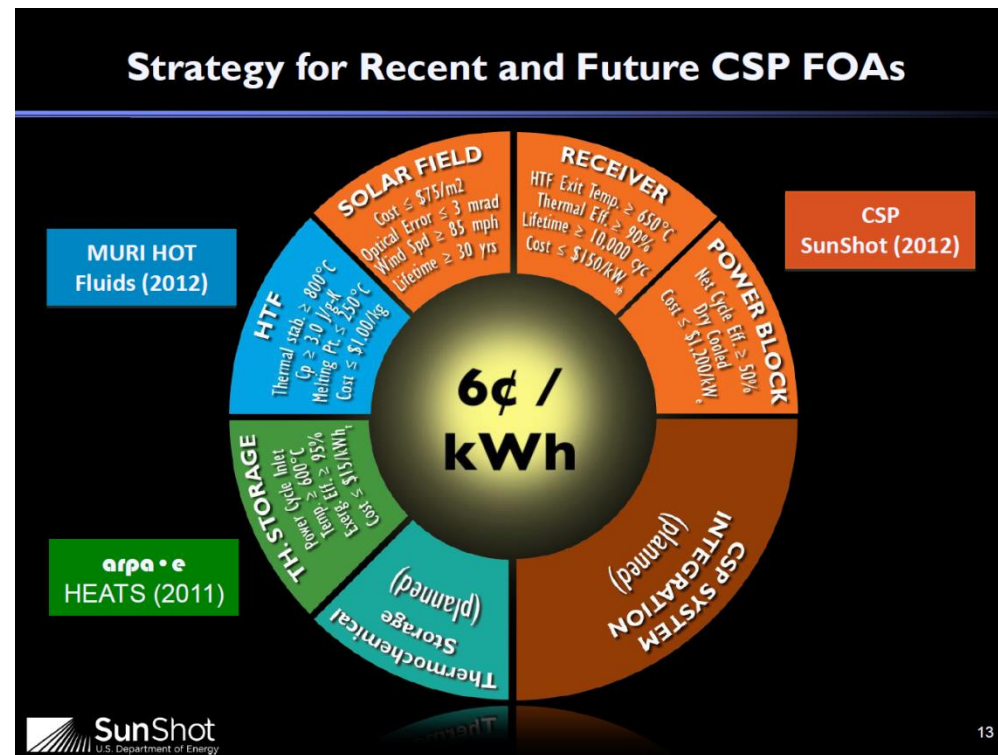 Strategy for Recent and Future CSP FOAs
SOLAR FIELD
Cost ≤ $75/m2
Optical Error ≤ 3 mrad
Wind Spd ≥ 85 mph
Lifetime ≥ 30 yrs
RECEIVER
HTF Exit Temp. ≥ 650°C
Thermal Eff. ≥ 90%
Lifetime ≥ 10,000 cyc
Cost ≤ $150/kWth
CSP
SunShot (2012)
MURI HOT
Fluids (2012)
HTF
Thermal stab. ≥ 800°C
Cp ≥ 3.0 J/g-K
Melting Pt. ≤ 250°C
Cost ≤ $1.00/kg
POWER BLOCK
Net Cycle Eff. ≥ 50%
Dry Cooled
Cost ≤ $1,200/kWe
6¢ /
kWh
TH. STORAGE
Power Cycle Inlet
Temp. ≥ 600°C
Exerg. Eff. ≥ 95%
Cost ≤ $15/kWht
arpa•e
HEATS (2011)
Thermochemical
Storage
(planned)
CSP SYSTEM
INTEGRATION
(planned)
SunShot
U.S. Department of Energy
13